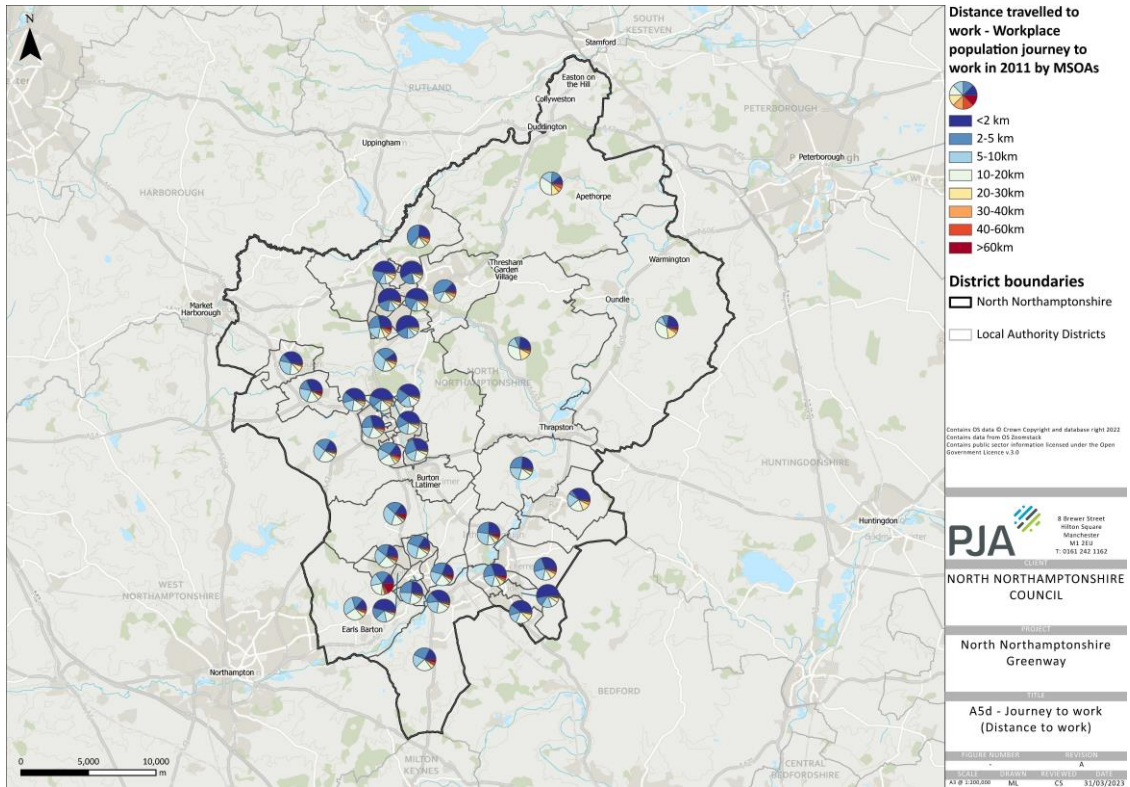 N
SOUTH
KESTEVEN
Stamford
Easton on
the Hill
Collyweston
RUTLAND
Duddington
PETERBOROUGH
Uppingham
Peterborough
HARBOROUGH
Apethorpe
Thresham
Garden
Village
Warmington
Oundle
Market
Harborough
NORTH
NORTHAMPTONSHIRE
Thrapston
HUNTINGDONSHIRE
Burton
Latimer
Huntingdon
WEST
NORTHAMPTONSHIRE
Earls Barton
Northampton
BEDFORD
MILTON
KEYNES
CENTRAL
BEDFORDSHIRE
0 5,000 10,000
m
Distance travelled to
work - Workplace
population journey to
work in 2011 by MSOAs
<2 km
2-5 km
5-10km
10-20km
20-30km
30-40km
40-60km
>60km
District boundaries
North Northamptonshire
Local Authority Districts
Contains OS data © Crown Copyright and database right 2022
Contains data from OS Zoomstack
Contains public sector information licensed under the Open
Government Licence v.3.0
PJA
8 Brewer Street
Hilton Square
Manchester
M1 2EU
T: 0161 242 1162
CLIENT
NORTH NORTHAMPTONSHIRE
COUNCIL
PROJECT
North Northamptonshire
Greenway
TITLE
A5d - Journey to work
(Distance to work)
FIGURE NUMBER REVISION
- A
SCALE DRAWN REVIEWED DATE
A3 @ 1:200,000 ML CS 31/03/2023